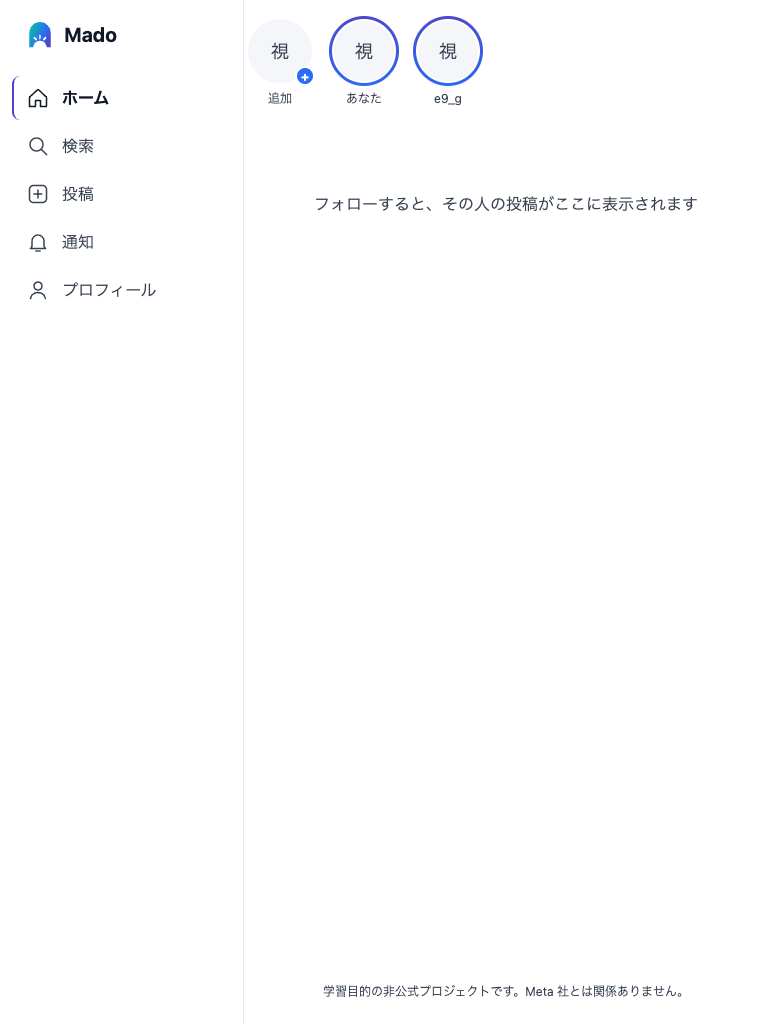 Mado
ホーム
検索
投稿
通知
プロフィール
視
追加
視
あなた
視
e9_g
フォローすると、その人の投稿がここに表示されます
学習目的の非公式プロジェクトです。Meta 社とは関係ありません。